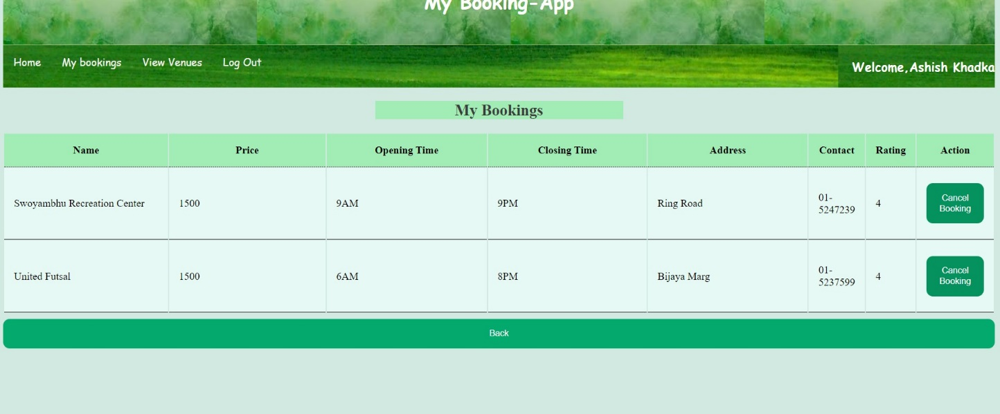 My Booking-App
Home My bookings View Venues Log Out
Welcome,Ashish Khadka
My Bookings
Name Price Opening Time Closing Time Address Contact Rating Action
Swoyambhu Recreation Center 1500 9AM 9PM Ring Road 01-
5247239 4 Cancel
Booking
United Futsal 1500 6AM 8PM Bijaya Marg 01-
5237599 4 Cancel
Booking
Back